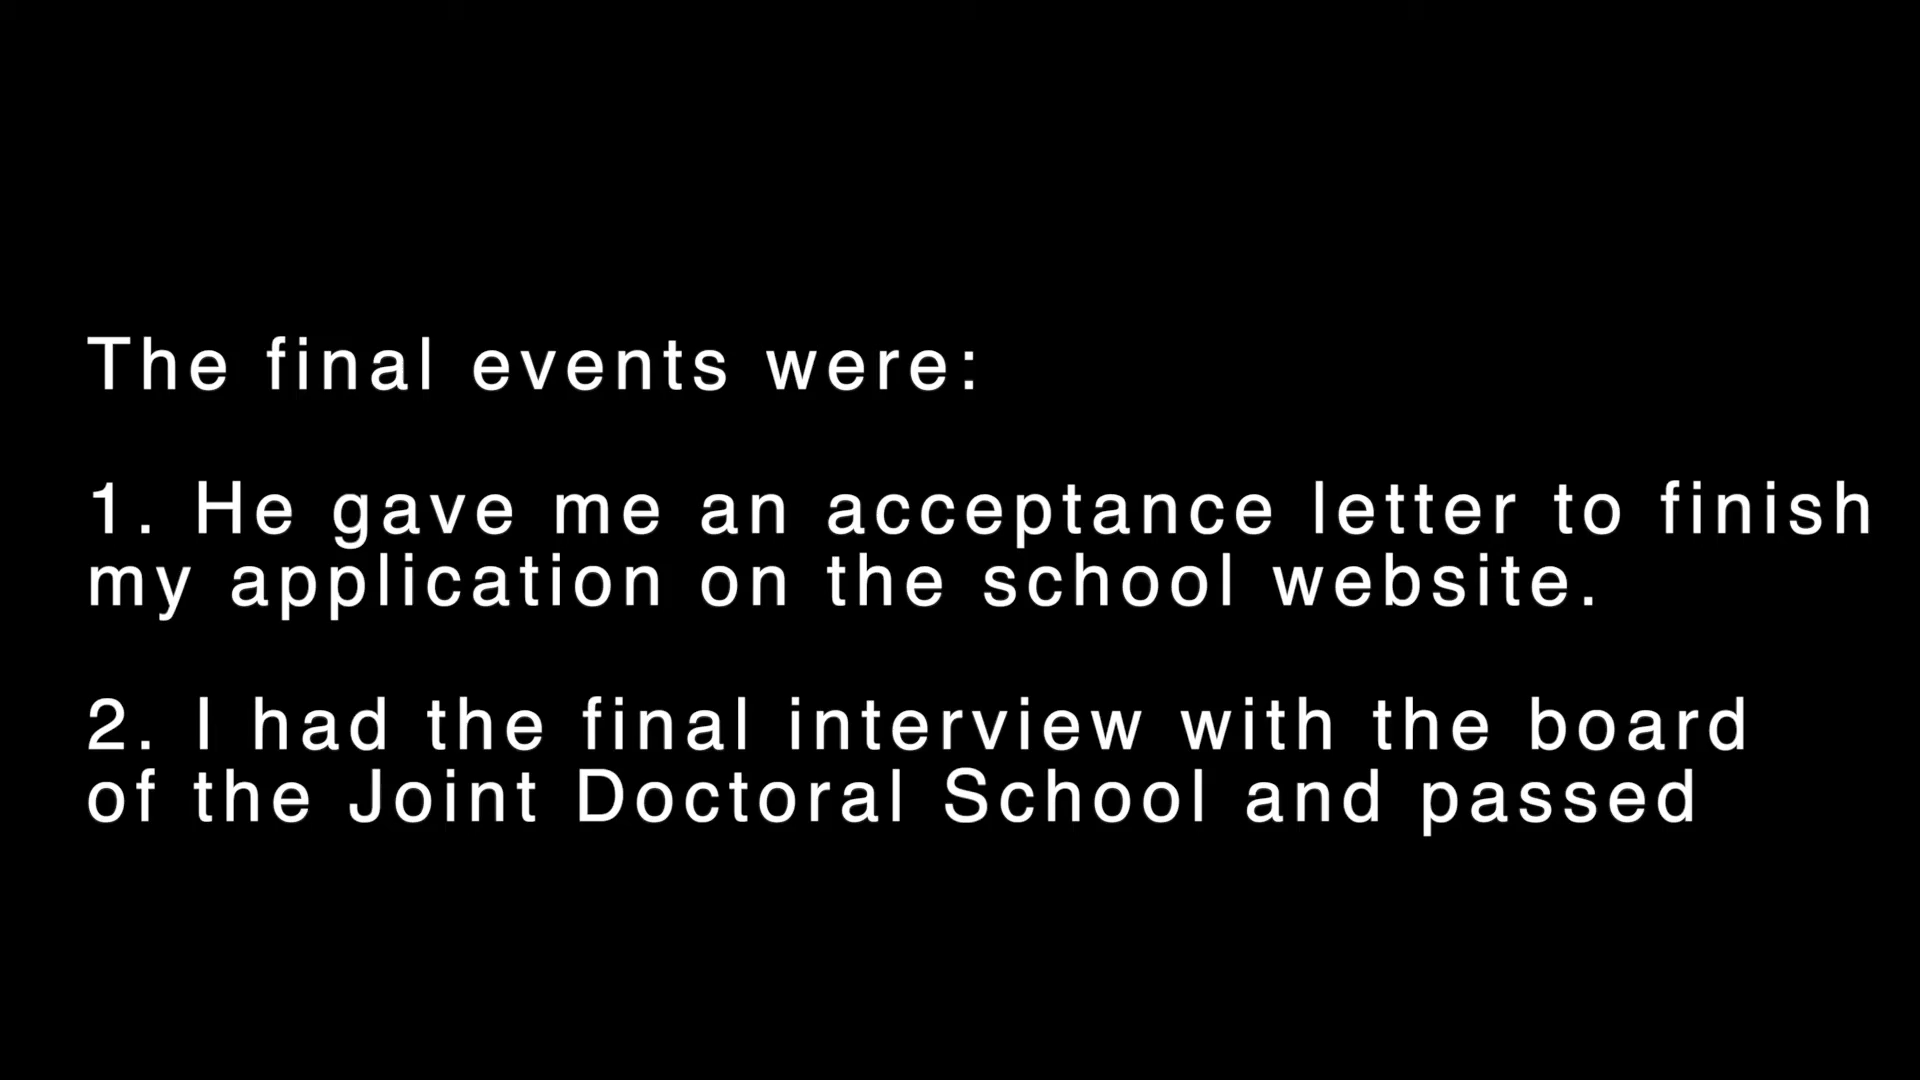 The final events were:
1. He gave me an acceptance letter to finish
my application on the school website.
2. I had the final interview with the board
of the Joint Doctoral School and passed